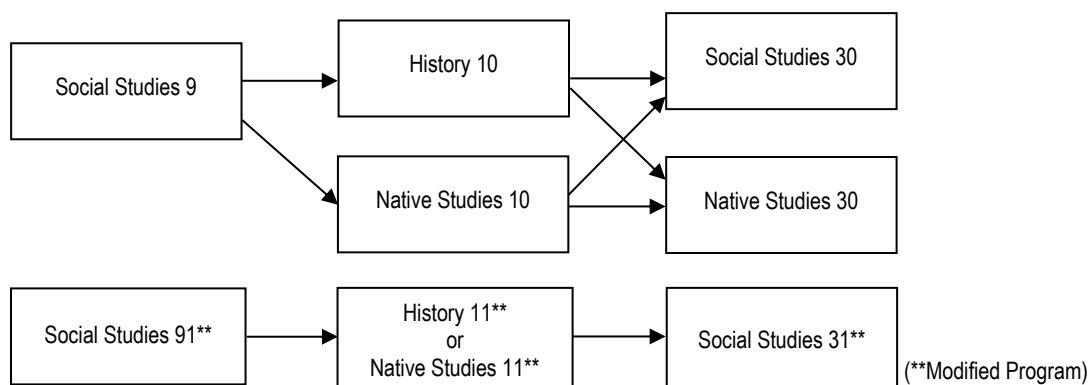 Social Studies 9
History 10
Social Studies 30
Native Studies 10
Native Studies 30
Social Studies 91**
History 11**
or
Native Studies 11**
Social Studies 31**
(**Modified Program)